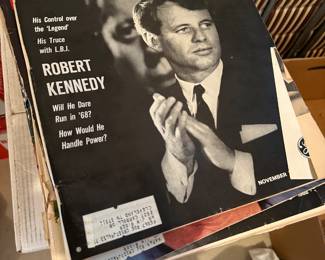 His Control over
the 'Legend'
His Truce
with L.B.J.
ROBERT
KENNEDY
Will He Dare
Run in '68?
How Would He
Handle Power?
NOVEMBER